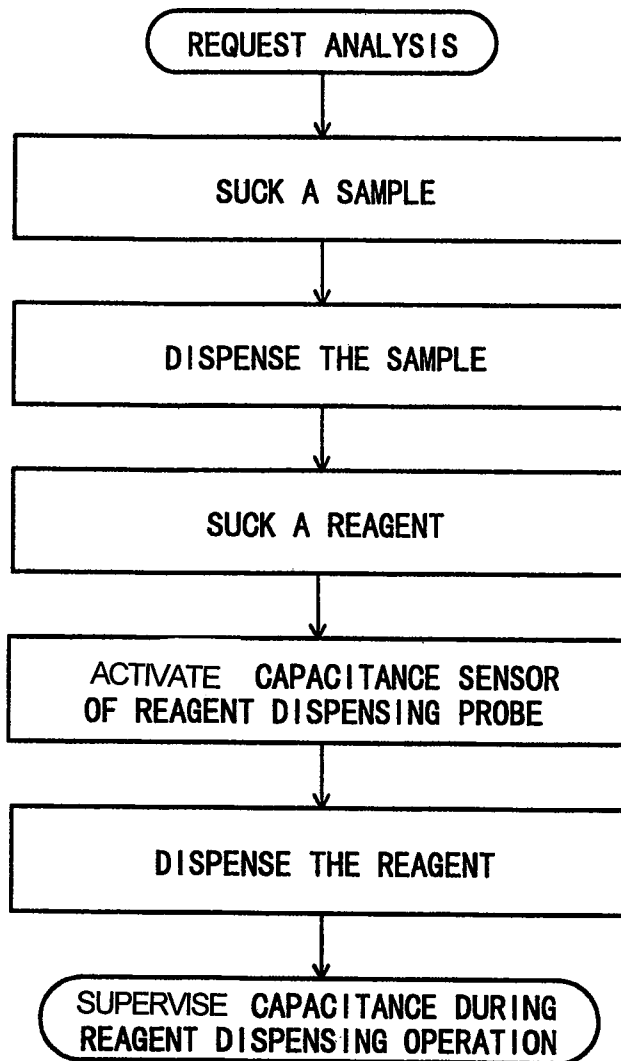 REQUEST ANALYSIS
SUCK A SAMPLE
DISPENSE THE SAMPLE
SUCK A REAGENT
ACTIVATE CAPACITANCE SENSOR
OF REAGENT DISPENSING PROBE
DISPENSE THE REAGENT
SUPERVISE CAPACITANCE DURING
REAGENT DISPENSING OPERATION